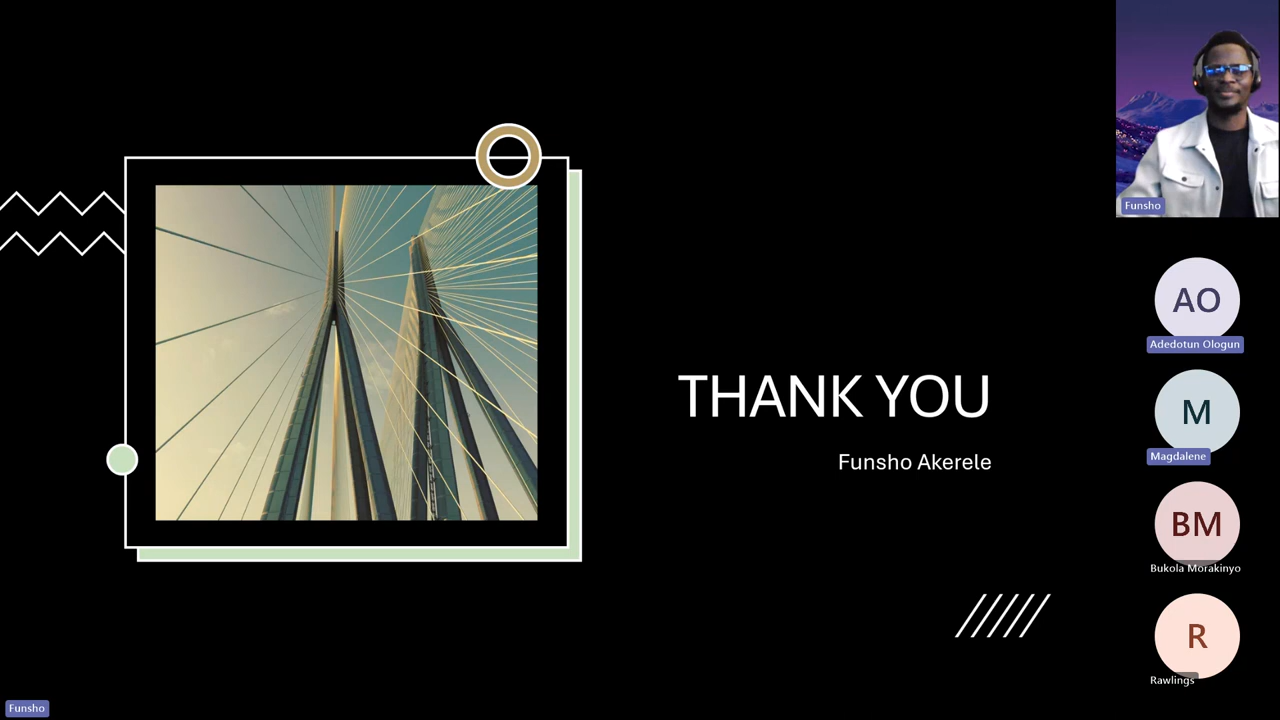 THANK YOU
Funsho Akerele
Funsho
Funsho
AO
Adedotun Ologun
M
Magdalene
BM
Bukola Morakinyo
R
Rawlings